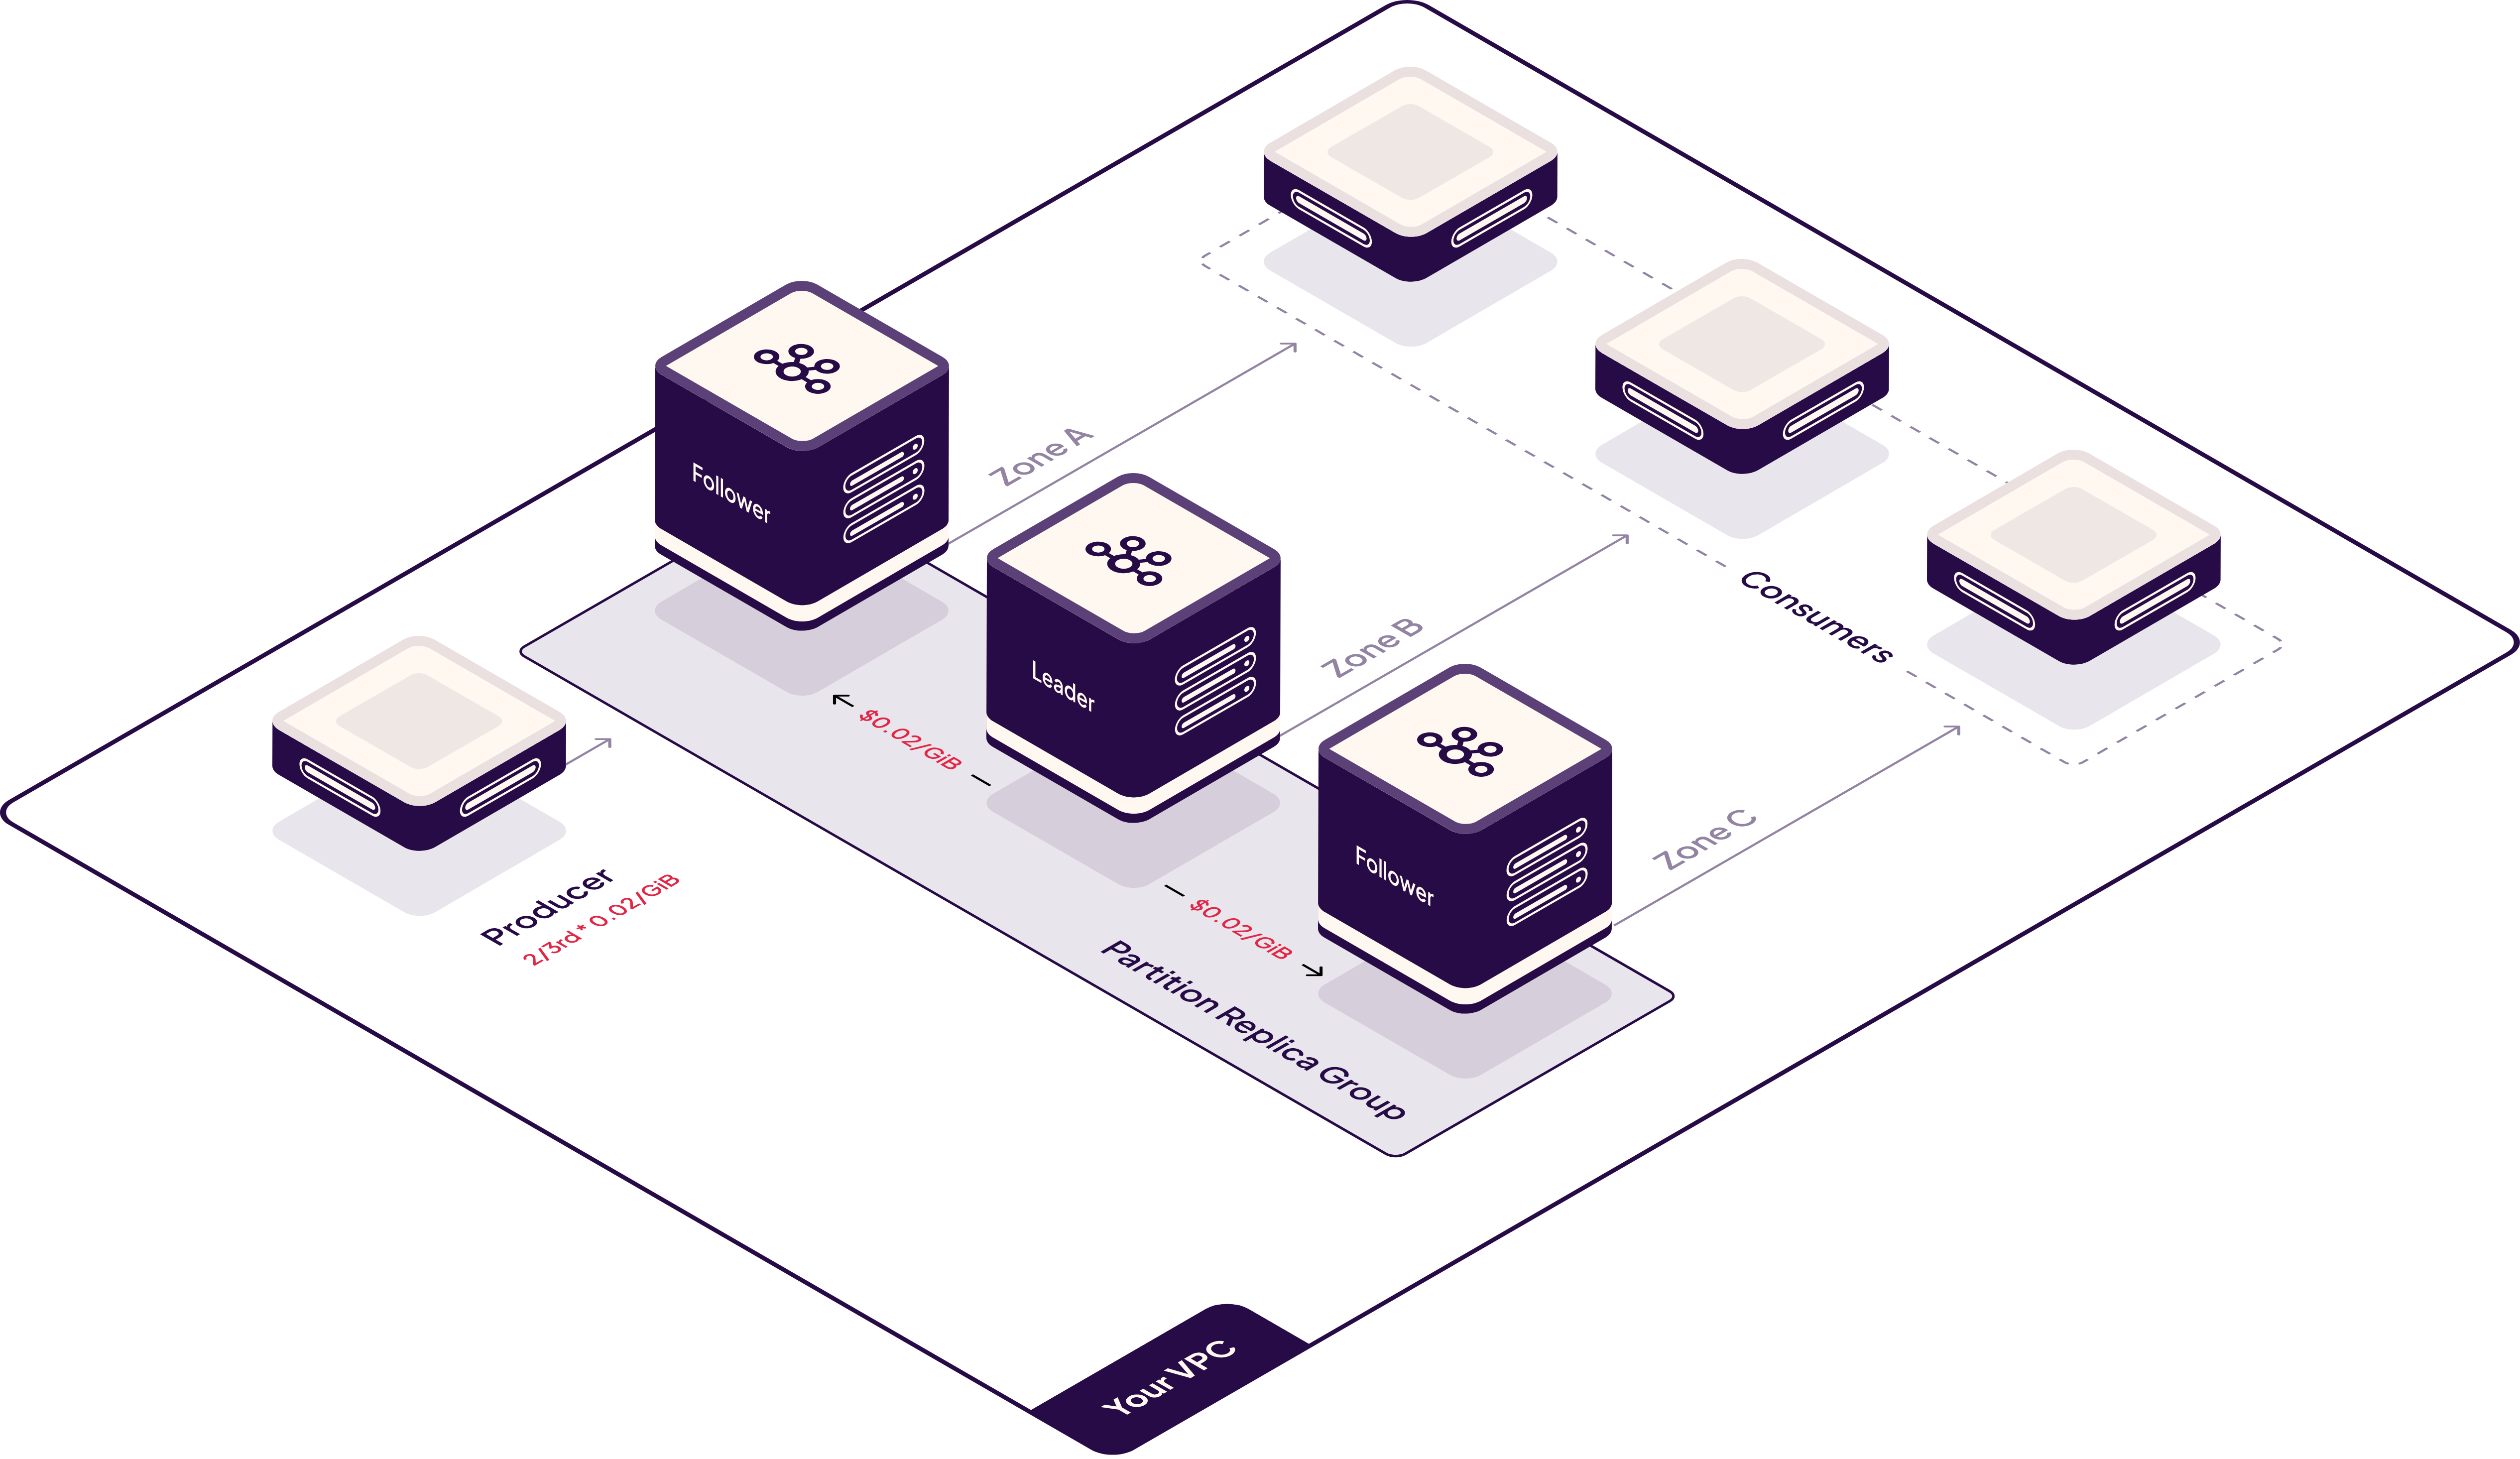 Follower
Zone A
Leader
Zone B
Consumers
$0.02/GiB
Follower
Zone C
Producer
2/3rd* 0.02/GiB
$0.02/GiB
Partition Replica Group
Your VPC